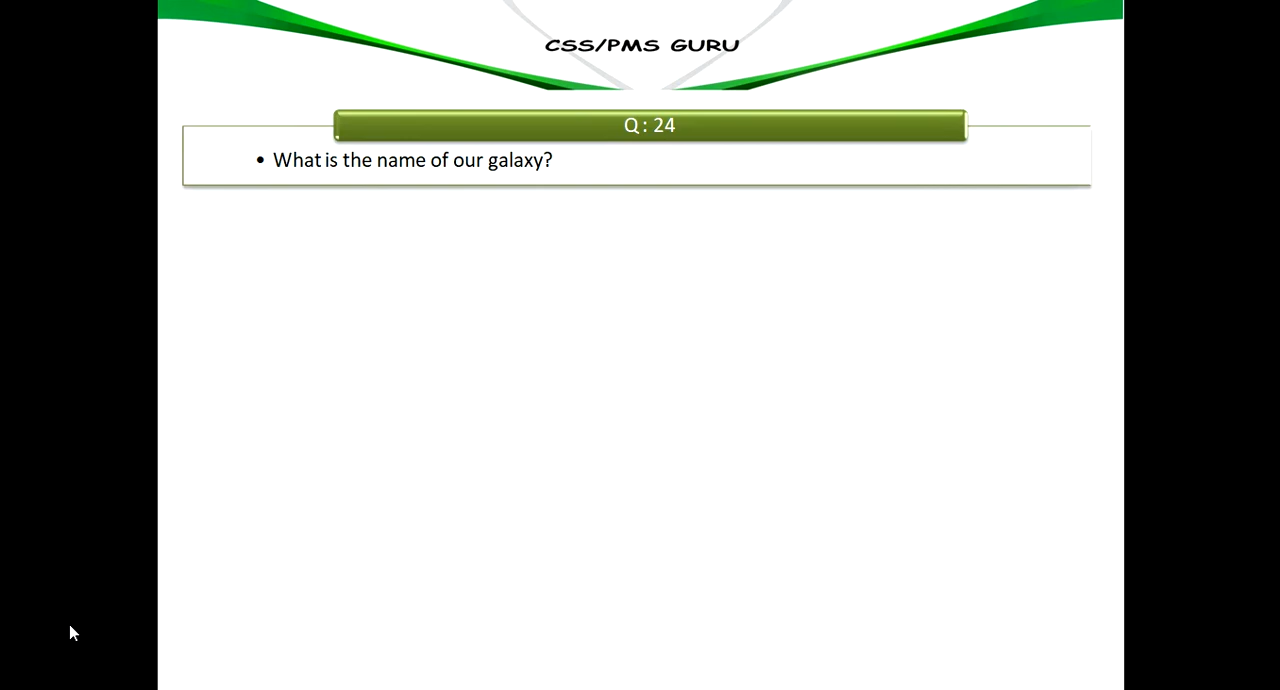 CSS/PMS GURU
Q : 24
• What is the name of our galaxy?